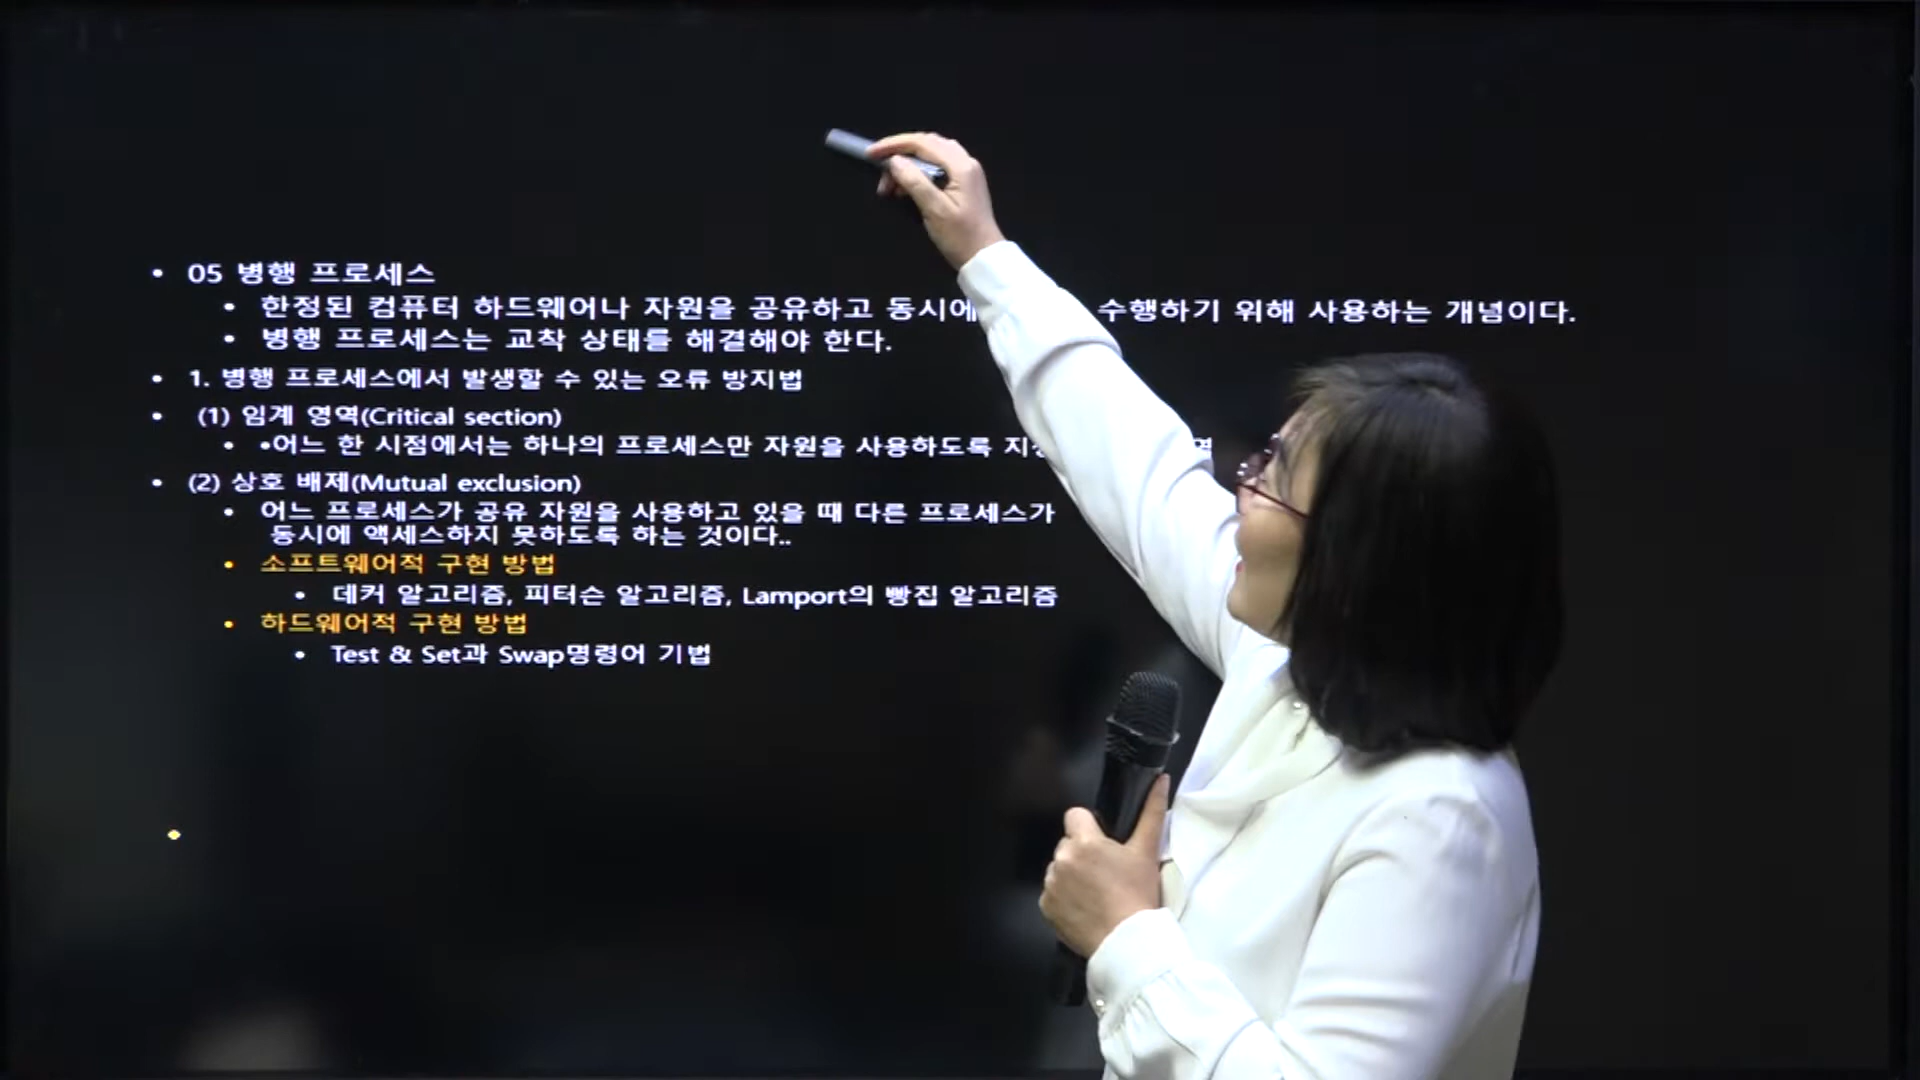 • 05 병행 프로세스
• 한정된 컴퓨터 하드웨어나 자원을 공유하고 동시에 수행하기 위해 사용하는 개념이다.
• 병행 프로세스는 교착 상태를 해결해야 한다.
• 1. 병행 프로세스에서 발생할 수 있는 오류 방지법
• (1) 임계 영역(Critical section)
• •어느 한 시점에서는 하나의 프로세스만 자원을 사용하도록
• (2) 상호 배제(Mutual exclusion)
• 어느 프로세스가 공유 자원을 사용하고 있을 때 다른 프로세스가
동시에 액세스하지 못하도록 하는 것이다..
• 소프트웨어적 구현 방법
• 데커 알고리즘, 피터슨 알고리즘, Lamport의 빵집 알고리즘
• 하드웨어적 구현 방법
• Test & Set과 Swap명령어 기법